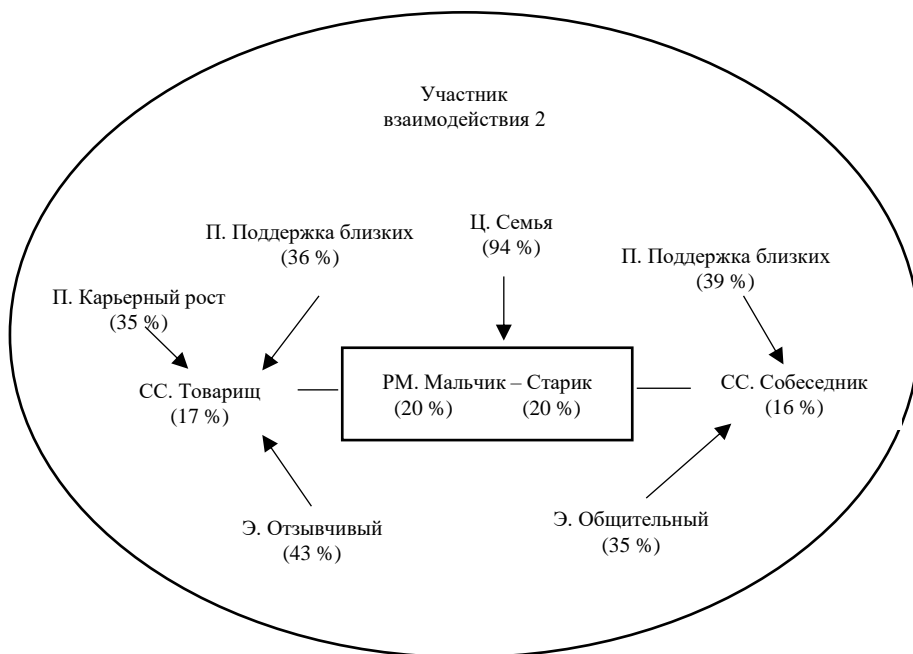 Участник
взаимодействия 2
Ц. Семья
(94 %)
П. Поддержка близких
(36 %)
П. Поддержка близких
(39 %)
П. Карьерный рост
(35 %)
СС. Товарищ
(17 %)
РМ. Мальчик – Старик
(20 %) (20 %)
СС. Собеседник
(16 %)
Э. Отзывчивый
(43 %)
Э. Общительный
(35 %)